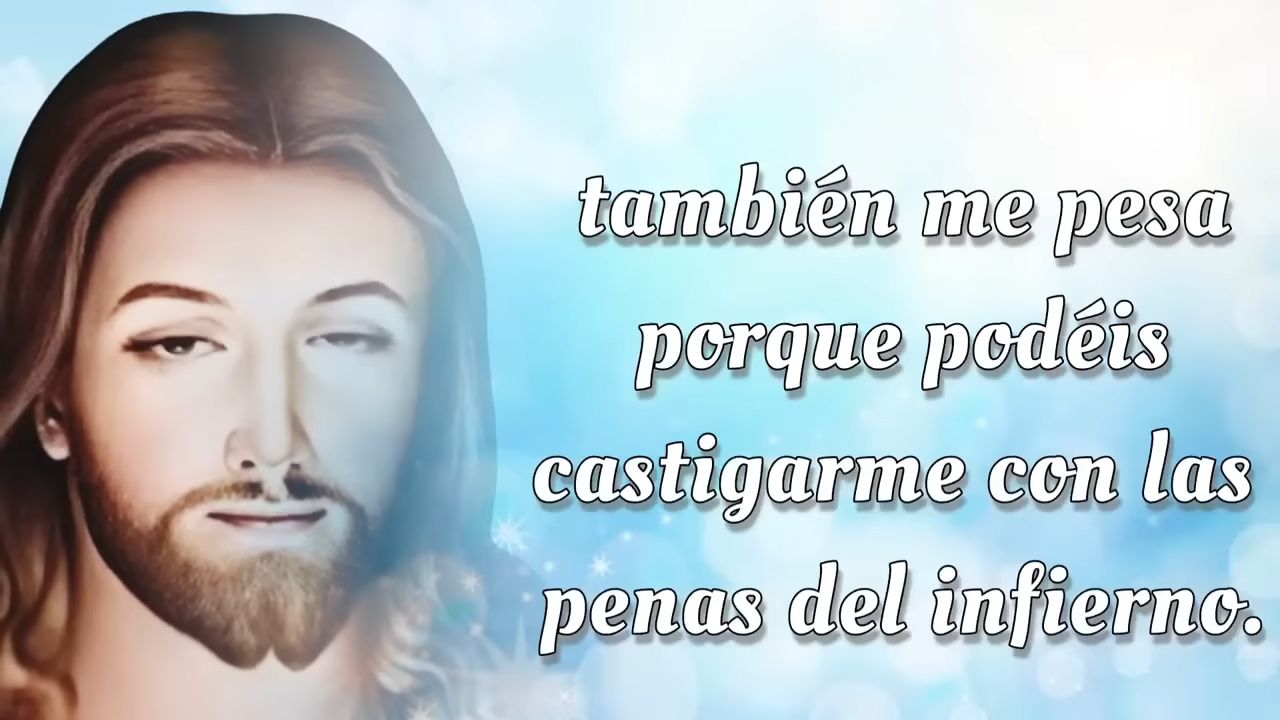 también me pesa
porque podéis
castigarme con las
penas del infierno.